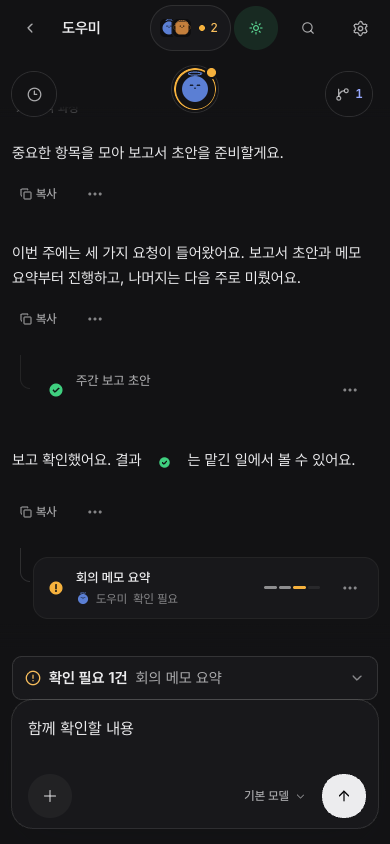 도우미
2
1
중요한 항목을 모아 보고서 초안을 준비할게요.
복사
이번 주에는 세 가지 요청이 들어왔어요. 보고서 초안과 메모
요약부터 진행하고, 나머지는 다음 주로 미뤘어요.
복사
주간 보고 초안
보고 확인했어요. 결과 는 맡긴 일에서 볼 수 있어요.
복사
회의 메모 요약
도우미 확인 필요
확인 필요 1건 회의 메모 요약
함께 확인할 내용
기본 모델